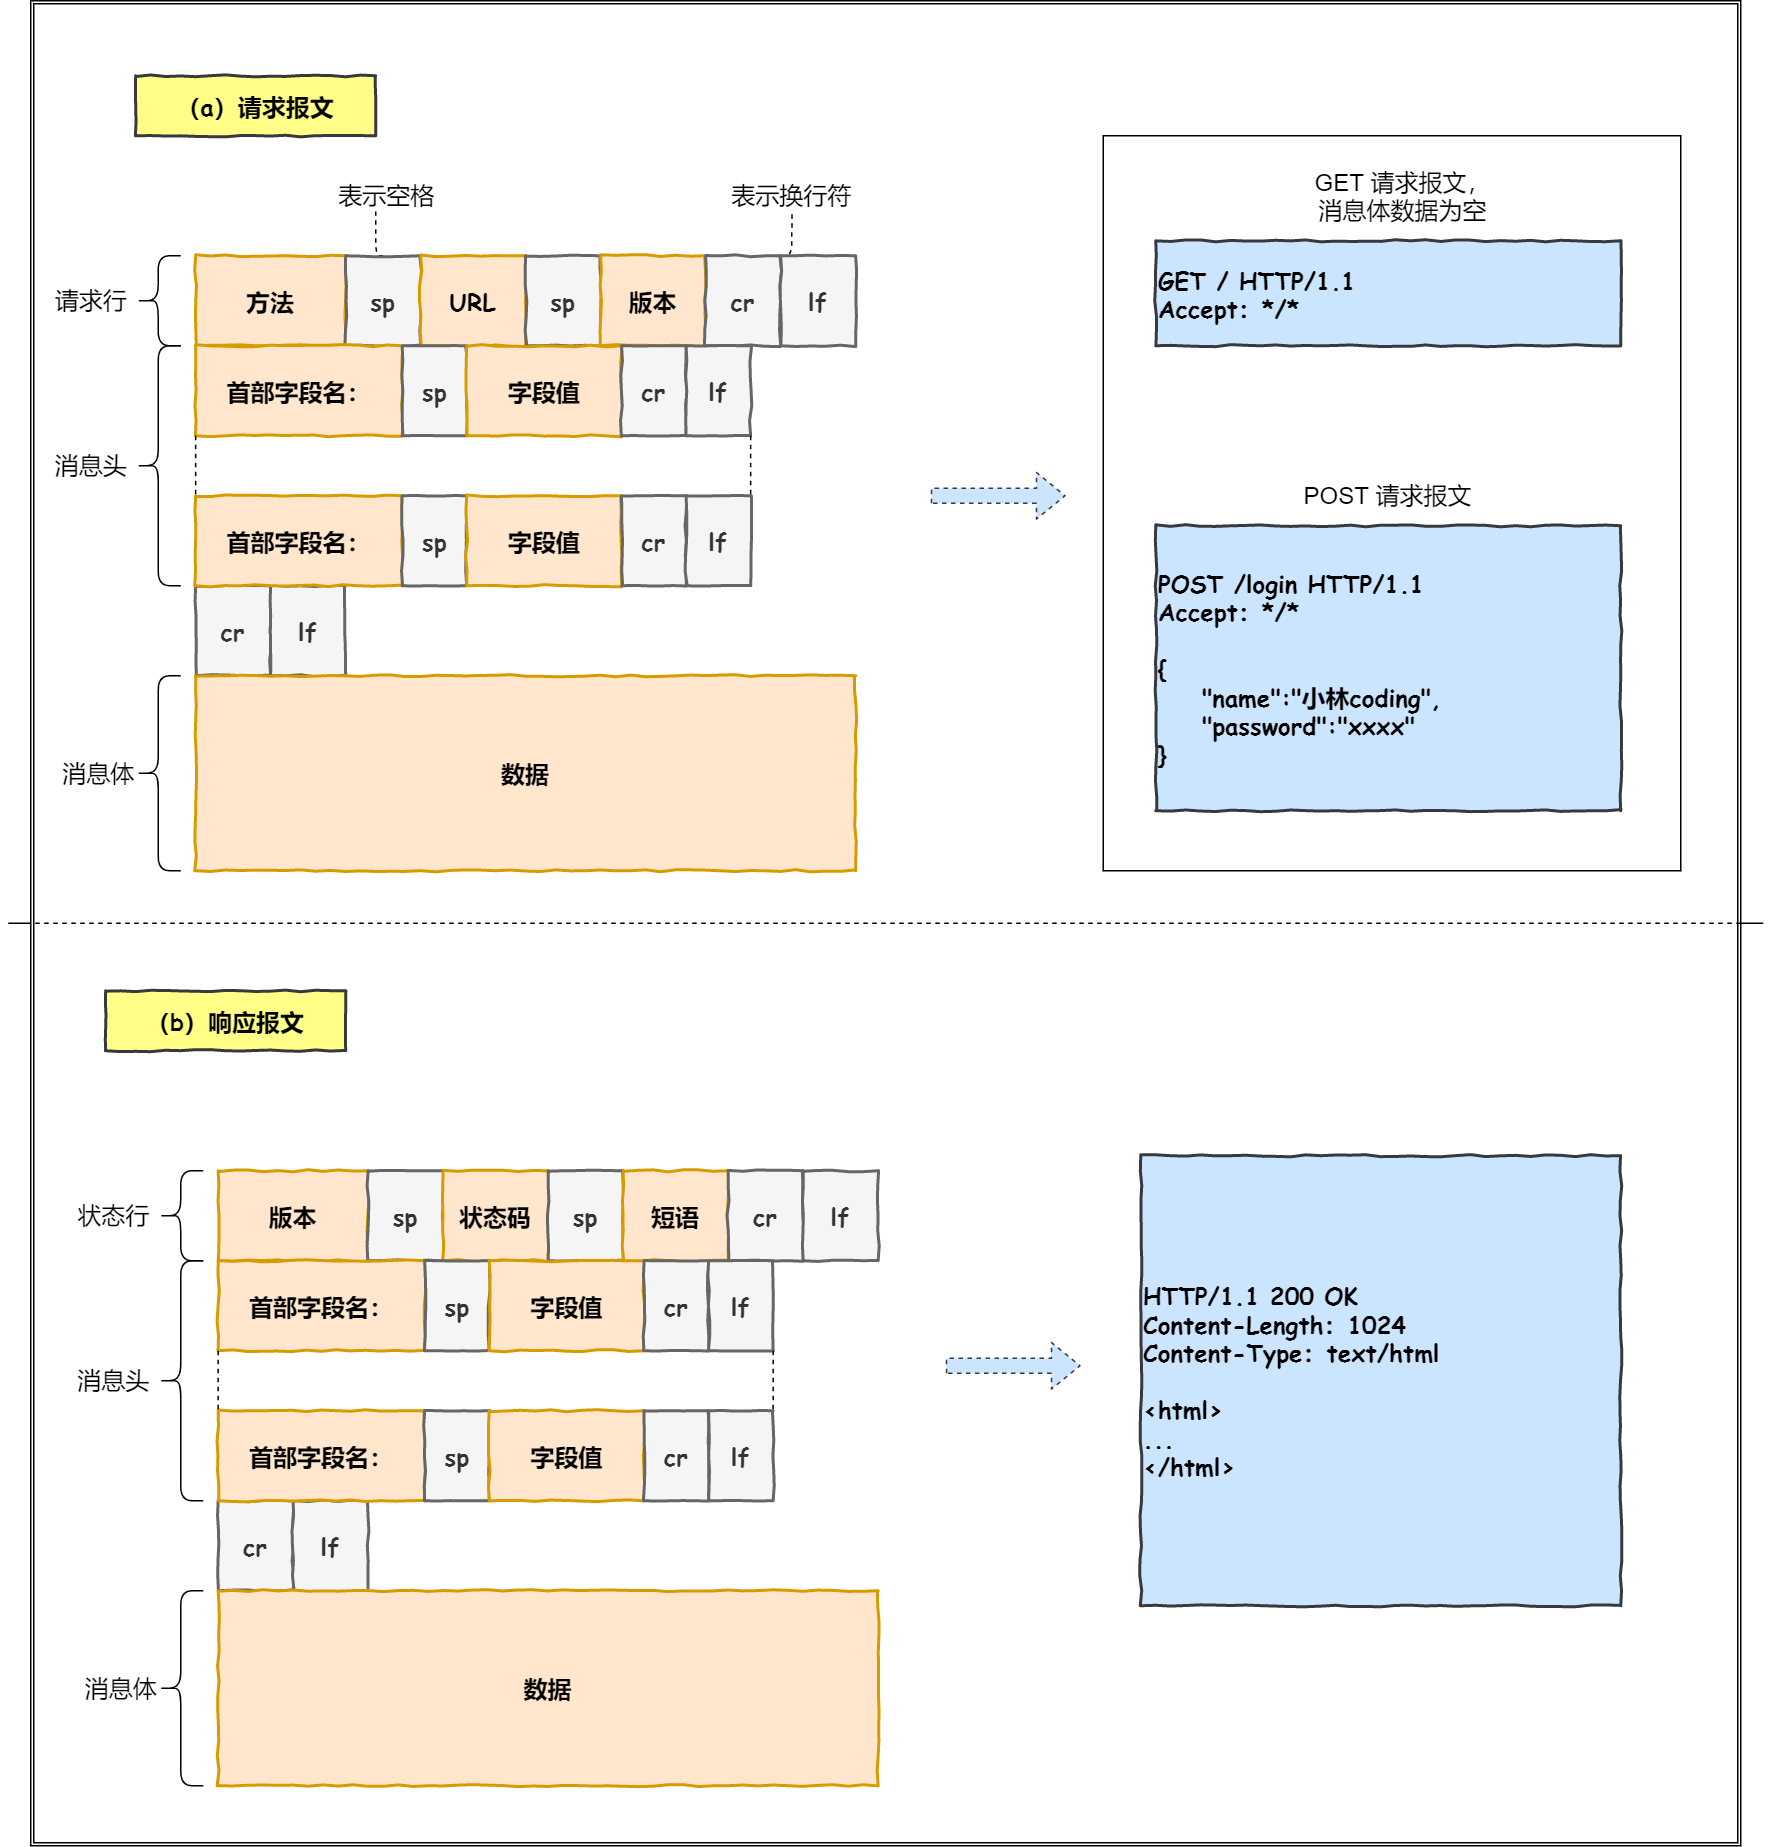 (a) 请求报文
表示空格
表示换行符
请求行
方法 sp URL sp 版本 cr lf
消息头
首部字段名： sp 字段值 cr lf
首部字段名： sp 字段值 cr lf
cr lf
消息体
数据
GET 请求报文，
消息体数据为空
GET / HTTP/1.1
Accept: */*
POST 请求报文
POST /login HTTP/1.1
Accept: */*
{
"name":"小林coding",
"password":"xxxx"
}
(b) 响应报文
状态行
版本 sp 状态码 sp 短语 cr lf
消息头
首部字段名： sp 字段值 cr lf
首部字段名： sp 字段值 cr lf
cr lf
消息体
数据
HTTP/1.1 200 OK
Content-Length: 1024
Content-Type: text/html
<html>
...
</html>